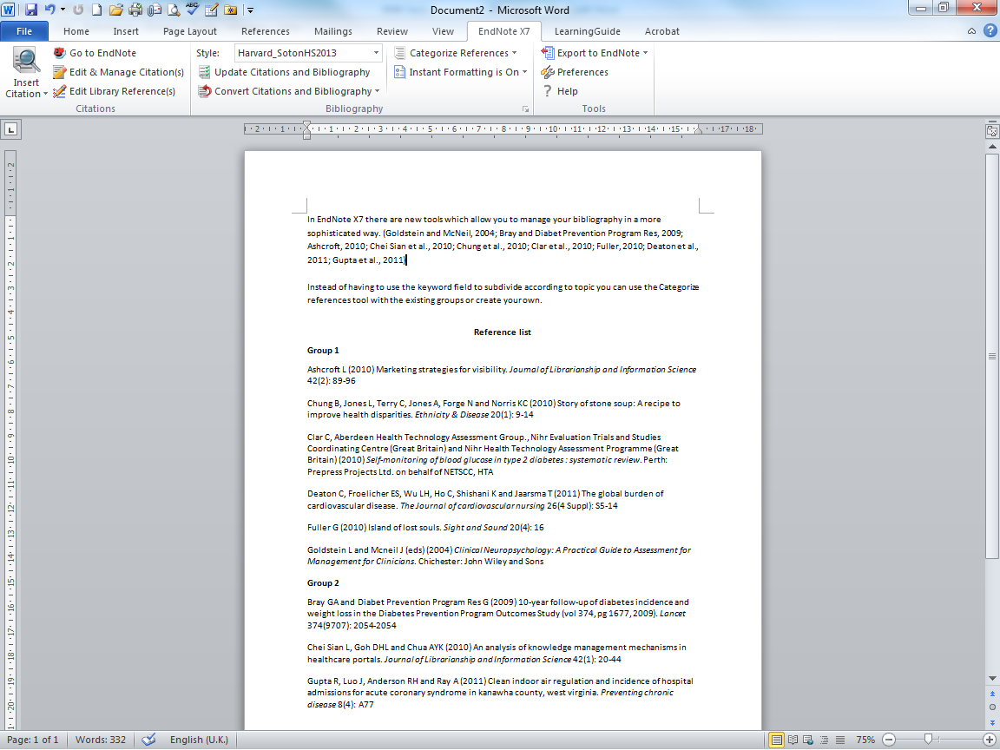 Document2 - Microsoft Word
File Home Insert Page Layout References Mailings Review View EndNote X7 LearningGuide Acrobat
Insert Citation
Go to EndNote
Edit & Manage Citation(s)
Edit Library Reference(s)
Citations
Style: Harvard_SotonHS2013
Update Citations and Bibliography
Convert Citations and Bibliography
Categorize References
Instant Formatting is On
Bibliography
Export to EndNote
Preferences
Help
Tools
In EndNote X7 there are new tools which allow you to manage your bibliography in a more
sophisticated way. (Goldstein and McNeil, 2004; Bray and Diabet Prevention Program Res, 2009;
Ashcroft, 2010; Chei Sian et al., 2010; Chung et al., 2010; Clar et al., 2010; Fuller, 2010; Deaton et al.,
2011; Gupta et al., 2011)
Instead of having to use the keyword field to subdivide according to topic you can use the Categorize
references tool with the existing groups or create your own.
Reference list
Group 1
Ashcroft L (2010) Marketing strategies for visibility. Journal of Librarianship and Information Science
42(2): 89-96
Chung B, Jones L, Terry C, Jones A, Forge N and Norris KC (2010) Story of stone soup: A recipe to
improve health disparities. Ethnicity & Disease 20(1): 9-14
Clar C, Aberdeen Health Technology Assessment Group., Nihr Evaluation Trials and Studies
Coordinating Centre (Great Britain) and Nihr Health Technology Assessment Programme (Great
Britain) (2010) Self-monitoring of blood glucose in type 2 diabetes : systematic review. Perth:
Prepress Projects Ltd. on behalf of NETSCC, HTA
Deaton C, Froelicher ES, Wu LH, Ho C, Shishani K and Jaarsma T (2011) The global burden of
cardiovascular disease. The Journal of cardiovascular nursing 26(4 Suppl): S5-14
Fuller G (2010) Island of lost souls. Sight and Sound 20(4): 16
Goldstein L and Mcneil J (eds) (2004) Clinical Neuropsychology: A Practical Guide to Assessment for
Management for Clinicians. Chichester: John Wiley and Sons
Group 2
Bray GA and Diabet Prevention Program Res G (2009) 10-year follow-up of diabetes incidence and
weight loss in the Diabetes Prevention Program Outcomes Study (vol 374, pg 1677, 2009). Lancet
374(9707): 2054-2054
Chei Sian L, Goh DHL and Chua AYK (2010) An analysis of knowledge management mechanisms in
healthcare portals. Journal of Librarianship and Information Science 42(1): 20-44
Gupta R, Luo J, Anderson RH and Ray A (2011) Clean indoor air regulation and incidence of hospital
admissions for acute coronary syndrome in kanawha county, west virginia. Preventing chronic
disease 8(4): A77
Page: 1 of 1 Words: 332 English (U.K.) 75%